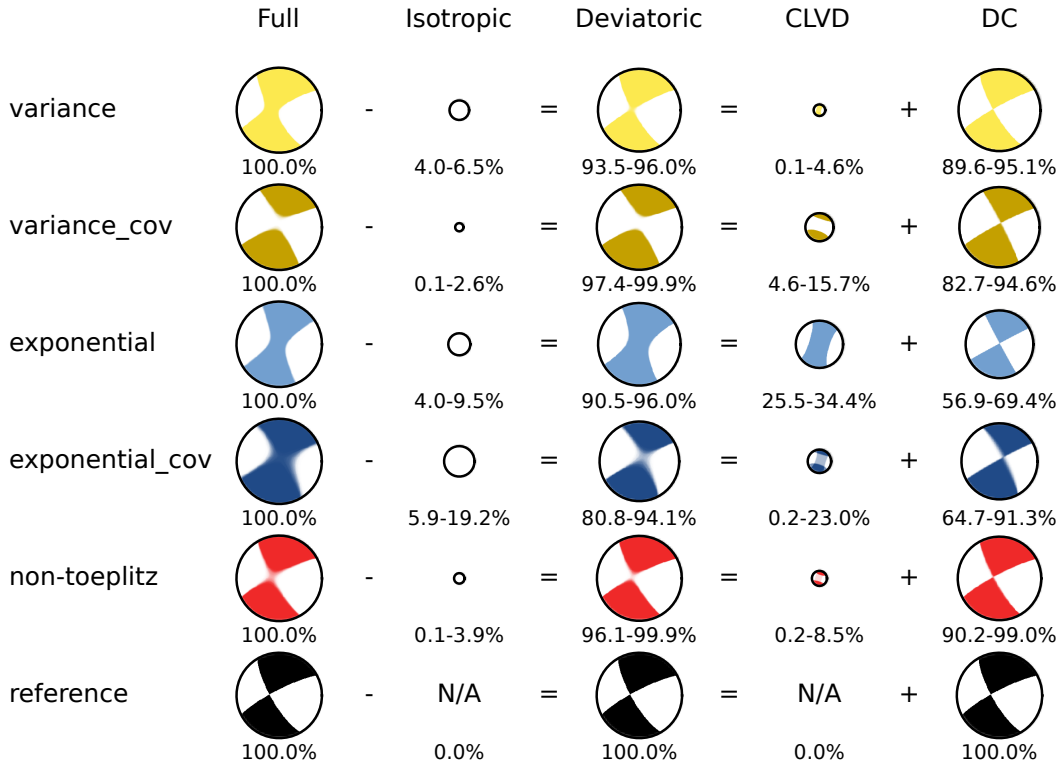 Full Isotropic Deviatoric CLVD DC
variance - = = +
100.0% 4.0-6.5% 93.5-96.0% 0.1-4.6% 89.6-95.1%
variance_cov - = = +
100.0% 0.1-2.6% 97.4-99.9% 4.6-15.7% 82.7-94.6%
exponential - = = +
100.0% 4.0-9.5% 90.5-96.0% 25.5-34.4% 56.9-69.4%
exponential_cov - = = +
100.0% 5.9-19.2% 80.8-94.1% 0.2-23.0% 64.7-91.3%
non-toeplitz - = = +
100.0% 0.1-3.9% 96.1-99.9% 0.2-8.5% 90.2-99.0%
reference - N/A = = N/A +
100.0% 0.0% 100.0% 0.0% 100.0%